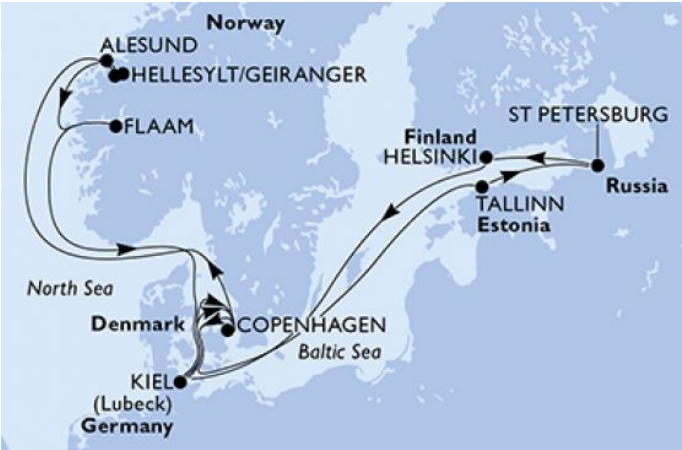 Norway
ALESUND
HELLESYLT/GEIRANGER
FLAAM
ST PETERSBURG
Finland
HELSINKI
Russia
TALLINN
Estonia
North Sea
Denmark
COPENHAGEN
Baltic Sea
KIEL
(Lubeck)
Germany